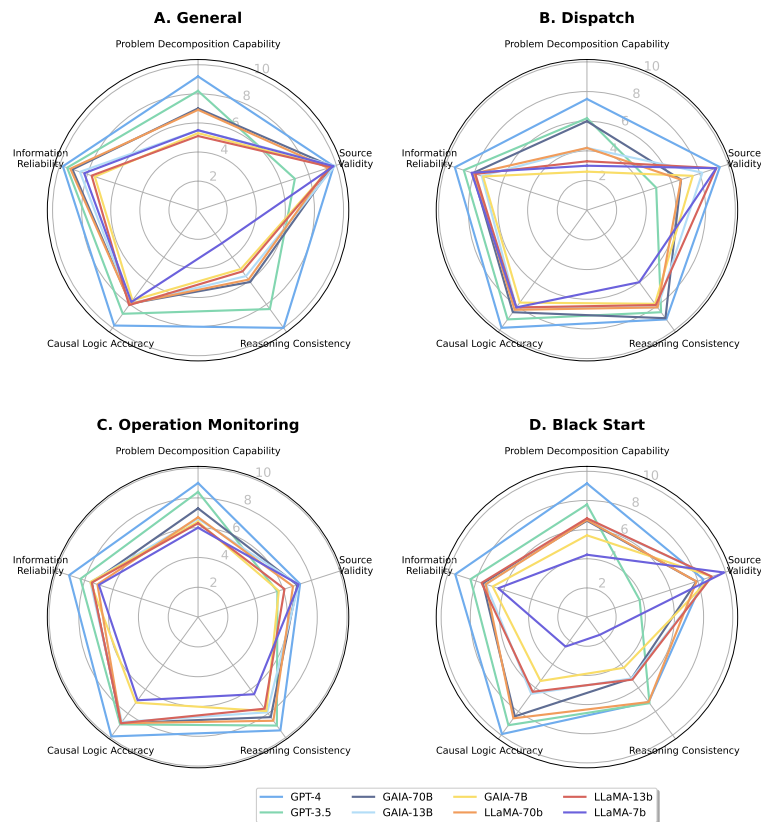 A. General
B. Dispatch
Problem Decomposition Capability
Problem Decomposition Capability
10
8
6
4
2
10
8
6
4
2
Information
Reliability
Source
Validity
Information
Reliability
Source
Validity
Causal Logic Accuracy
Reasoning Consistency
Causal Logic Accuracy
Reasoning Consistency
C. Operation Monitoring
D. Black Start
Problem Decomposition Capability
Problem Decomposition Capability
10
8
6
4
2
10
8
6
4
2
Information
Reliability
Source
Validity
Information
Reliability
Source
Validity
Causal Logic Accuracy
Reasoning Consistency
Causal Logic Accuracy
Reasoning Consistency
GPT-4
GAIA-70B
GAIA-7B
LLaMA-13b
GPT-3.5
GAIA-13B
LLaMA-70b
LLaMA-7b